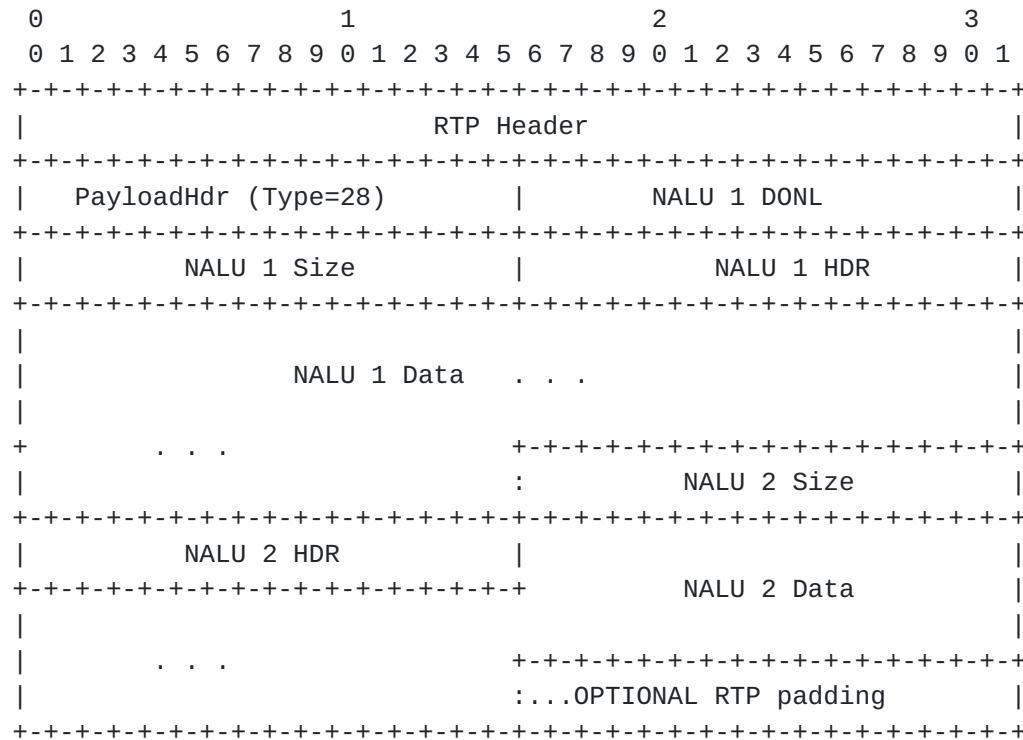 0                   1                   2                   3
 0 1 2 3 4 5 6 7 8 9 0 1 2 3 4 5 6 7 8 9 0 1 2 3 4 5 6 7 8 9 0 1
+-+-+-+-+-+-+-+-+-+-+-+-+-+-+-+-+-+-+-+-+-+-+-+-+-+-+-+-+-+-+-+-+
|                          RTP Header                           |
+-+-+-+-+-+-+-+-+-+-+-+-+-+-+-+-+-+-+-+-+-+-+-+-+-+-+-+-+-+-+-+-+
|   PayloadHdr (Type=28)        |        NALU 1 DONL            |
+-+-+-+-+-+-+-+-+-+-+-+-+-+-+-+-+-+-+-+-+-+-+-+-+-+-+-+-+-+-+-+-+
|          NALU 1 Size          |            NALU 1 HDR         |
+-+-+-+-+-+-+-+-+-+-+-+-+-+-+-+-+-+-+-+-+-+-+-+-+-+-+-+-+-+-+-+-+
|                                                               |
|                 NALU 1 Data   . . .                           |
|                                                               |
+        . . .                  +-+-+-+-+-+-+-+-+-+-+-+-+-+-+-+-+
|                               :          NALU 2 Size          |
+-+-+-+-+-+-+-+-+-+-+-+-+-+-+-+-+-+-+-+-+-+-+-+-+-+-+-+-+-+-+-+-+
|          NALU 2 HDR           |                               |
+-+-+-+-+-+-+-+-+-+-+-+-+-+-+-+-+          NALU 2 Data          |
|                                                               |
|        . . .                  +-+-+-+-+-+-+-+-+-+-+-+-+-+-+-+-+
|                               :...OPTIONAL RTP padding        |
+-+-+-+-+-+-+-+-+-+-+-+-+-+-+-+-+-+-+-+-+-+-+-+-+-+-+-+-+-+-+-+-+